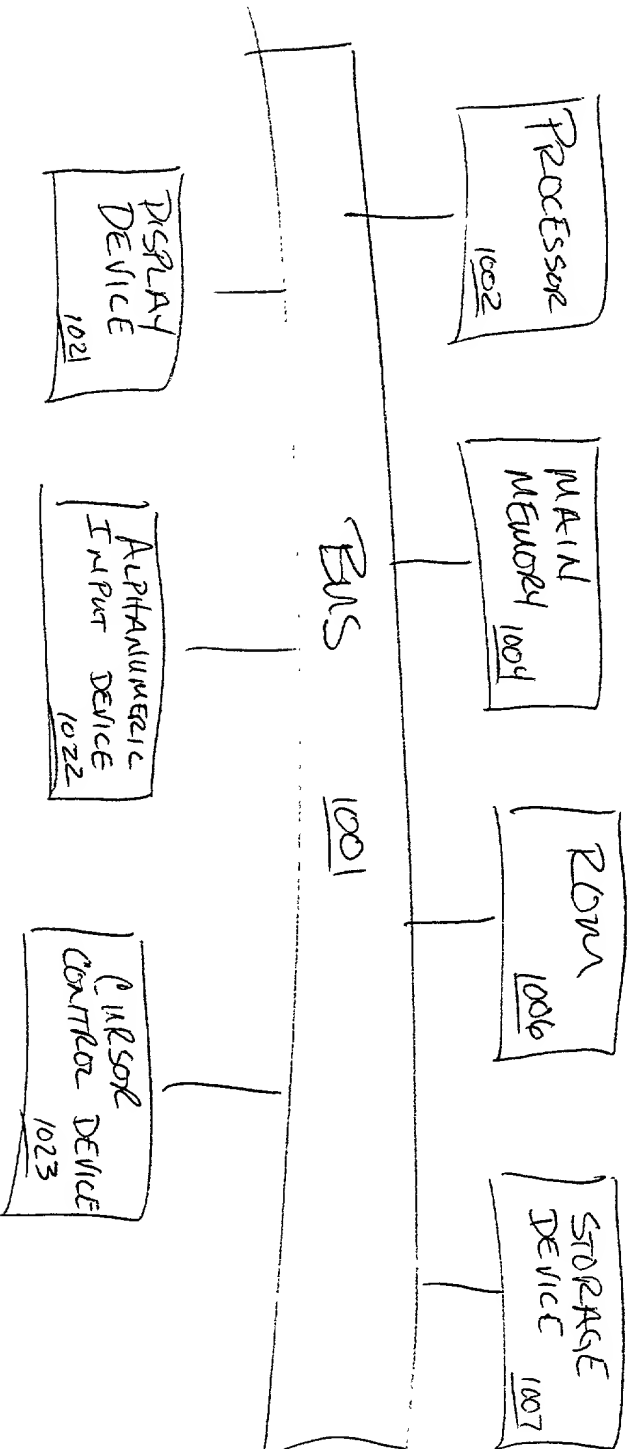 PROCESSOR
1002
MAIN
MEMORY
1004
ROM
1006
STORAGE
DEVICE
1007
BUS
1001
DISPLAY
DEVICE
1021
ALPHANUMERIC
INPUT DEVICE
1022
CURSOR
CONTROL DEVICE
1023